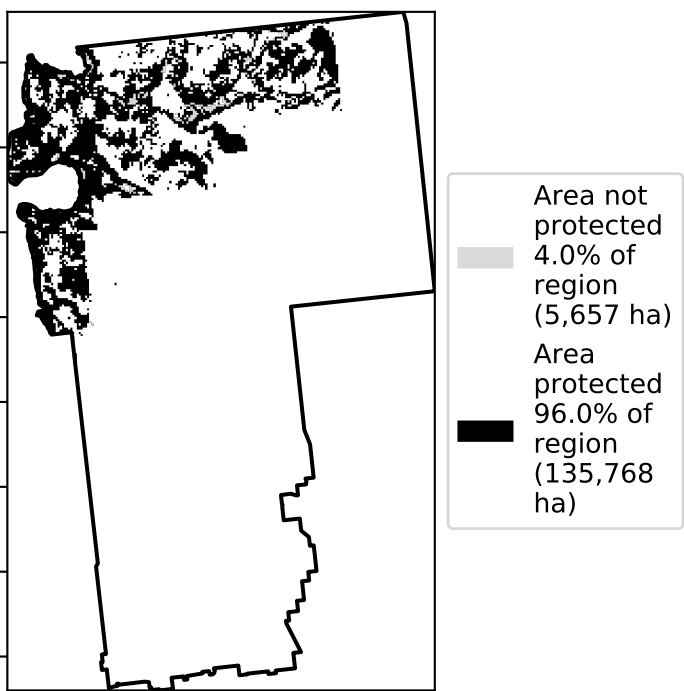 Area not
protected
4.0% of
region
(5,657 ha)
Area
protected
96.0% of
region
(135,768
ha)